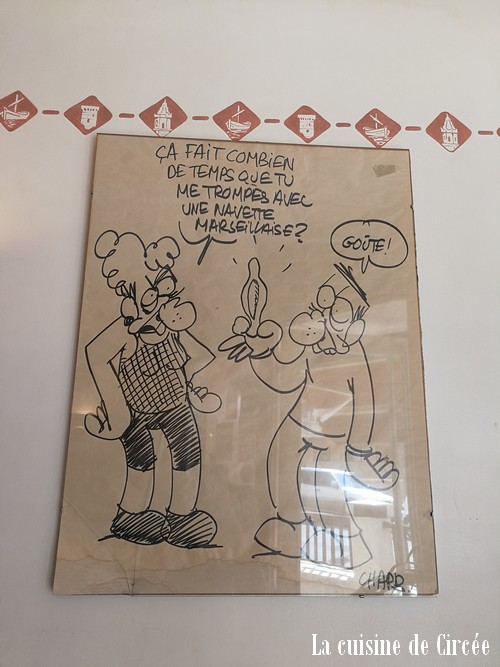 ÇA FAIT COMBIEN
DE TEMPS QUE TU
ME TROMPES AVEC
UNE NAVETTE
MARSEILLAISE?
GOÛTE!
CHARD
La cuisine de Circée